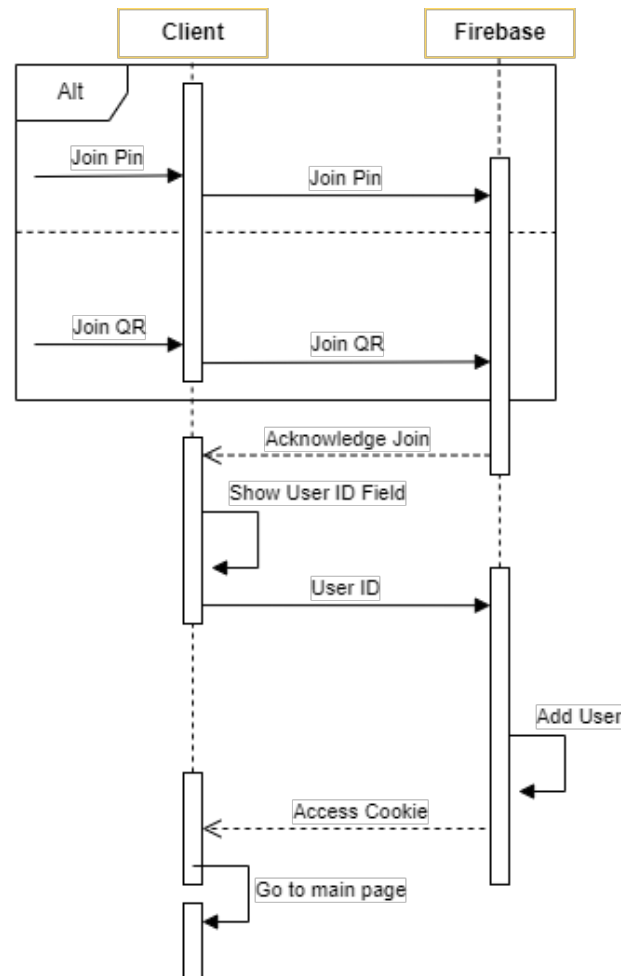 Client
Firebase
Alt
Join Pin
Join Pin
Join QR
Join QR
Acknowledge Join
Show User ID Field
User ID
Add User
Access Cookie
Go to main page